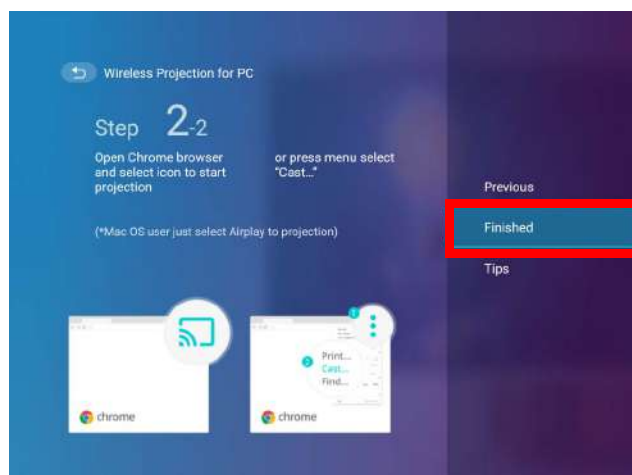 Wireless Projection for PC
Step 2-2
Open Chrome browser
and select icon to start
projection
or press menu select
"Cast..."
(*Mac OS user just select Airplay to projection)
Previous
Finished
Tips
1
2
Print...
Cast...
Find...
chrome
chrome